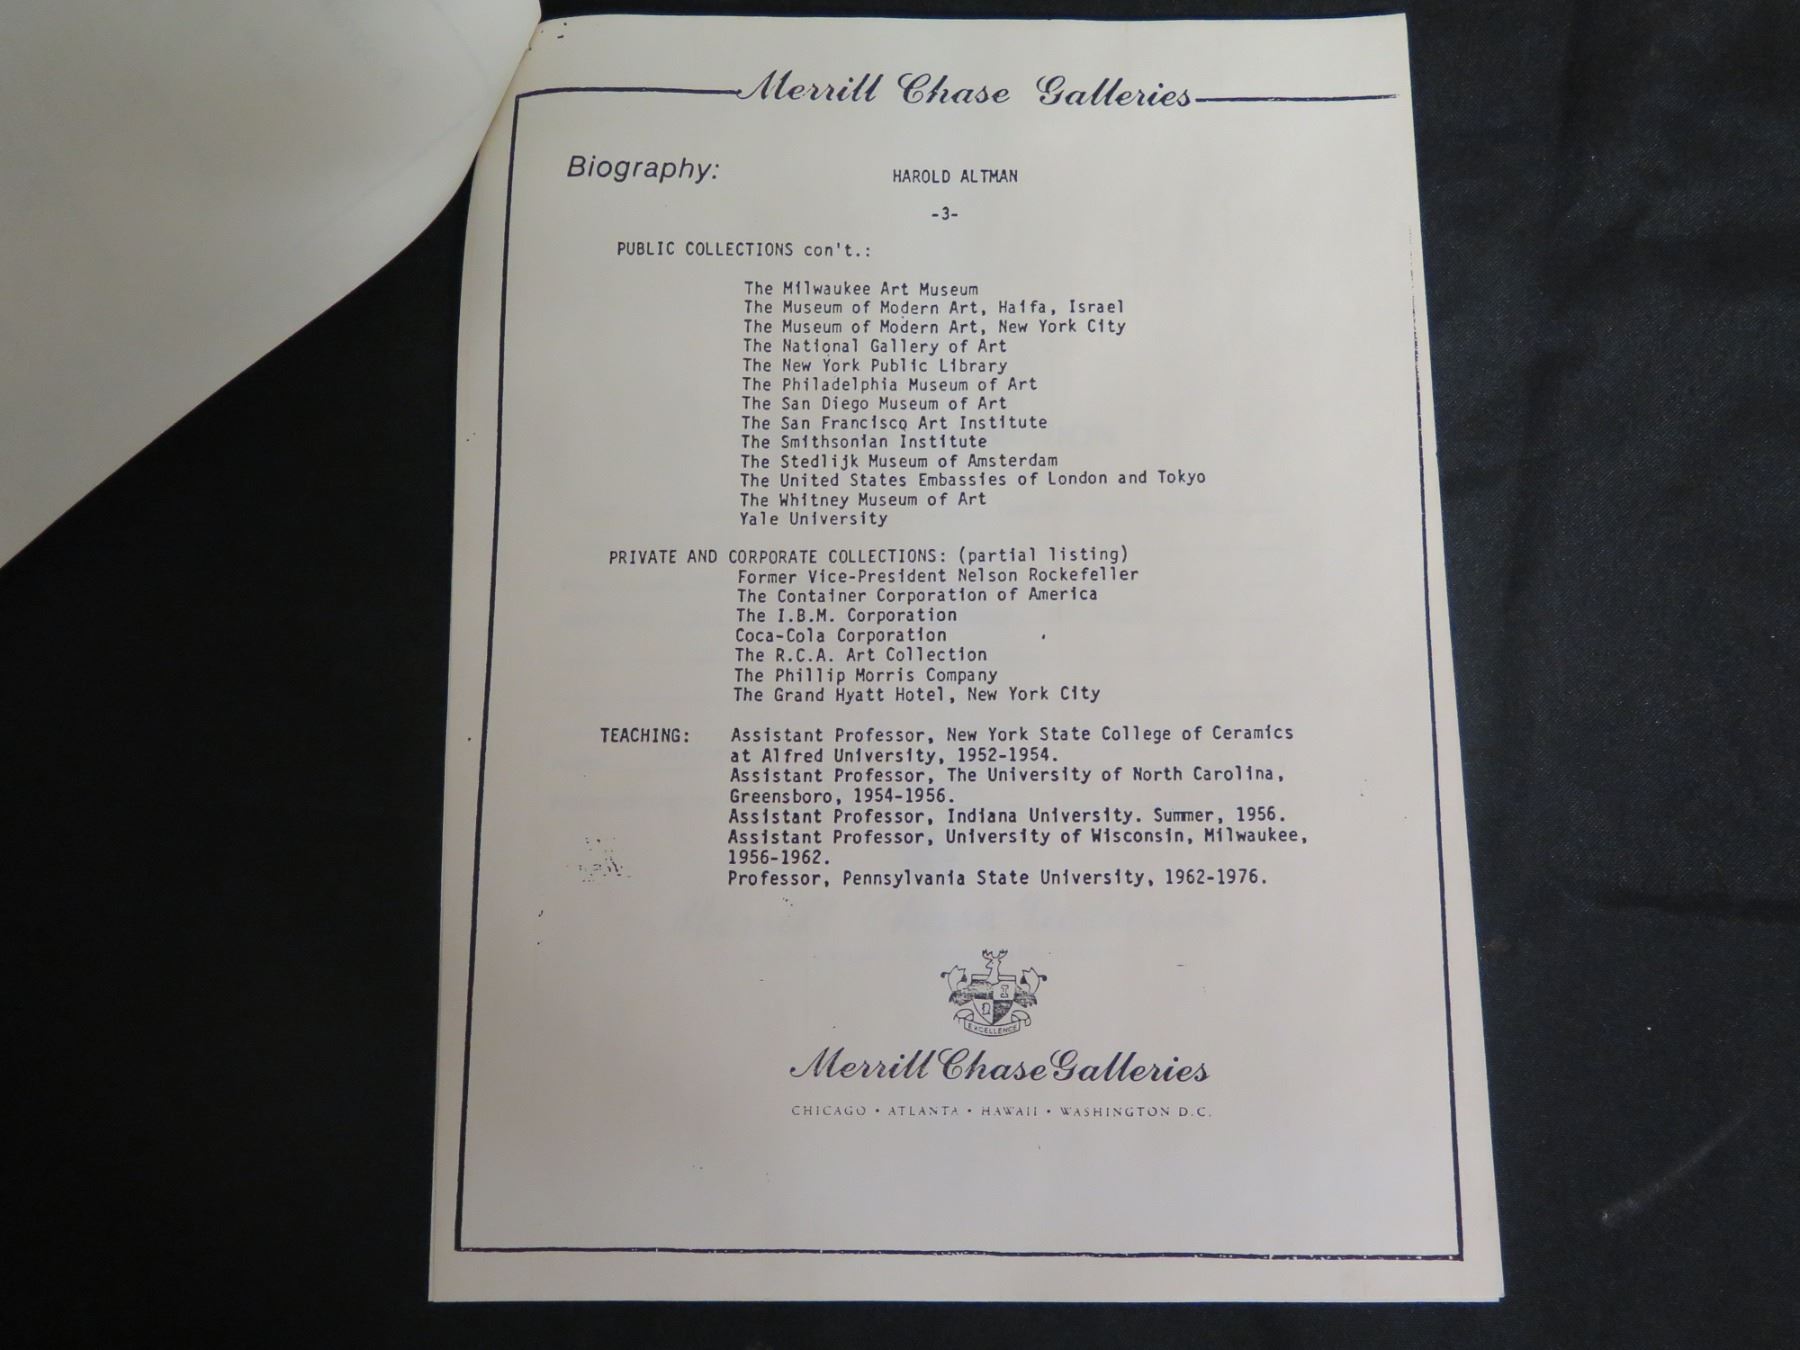 Merrill Chase Galleries
Biography:
HAROLD ALTMAN
-3-
PUBLIC COLLECTIONS con't.:
The Milwaukee Art Museum
The Museum of Modern Art, Haifa, Israel
The Museum of Modern Art, New York City
The National Gallery of Art
The New York Public Library
The Philadelphia Museum of Art
The San Diego Museum of Art
The San Francisco Art Institute
The Smithsonian Institute
The Stedlijk Museum of Amsterdam
The United States Embassies of London and Tokyo
The Whitney Museum of Art
Yale University
PRIVATE AND CORPORATE COLLECTIONS: (partial listing)
Former Vice-President Nelson Rockefeller
The Container Corporation of America
The I.B.M. Corporation
Coca-Cola Corporation
The R.C.A. Art Collection
The Phillip Morris Company
The Grand Hyatt Hotel, New York City
TEACHING: Assistant Professor, New York State College of Ceramics
at Alfred University, 1952-1954.
Assistant Professor, The University of North Carolina,
Greensboro, 1954-1956.
Assistant Professor, Indiana University. Summer, 1956.
Assistant Professor, University of Wisconsin, Milwaukee,
1956-1962.
Professor, Pennsylvania State University, 1962-1976.
EXCELLENCE
Merrill Chase Galleries
CHICAGO • ATLANTA • HAWAII • WASHINGTON D.C.